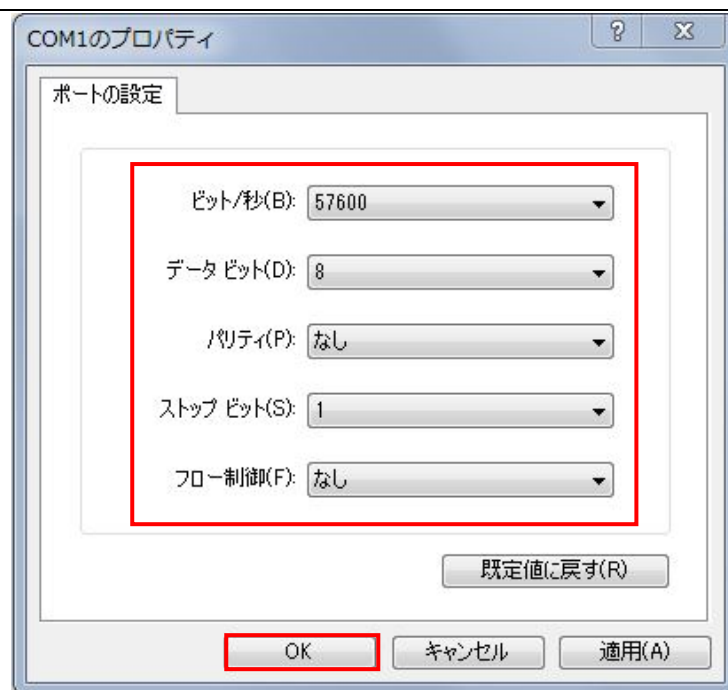 COM1のプロパティ
ポートの設定
ビット/秒(B): 57600
データ ビット(D): 8
パリティ(P): なし
ストップ ビット(S): 1
フロー制御(F): なし
既定値に戻す(R)
OK キャンセル 適用(A)